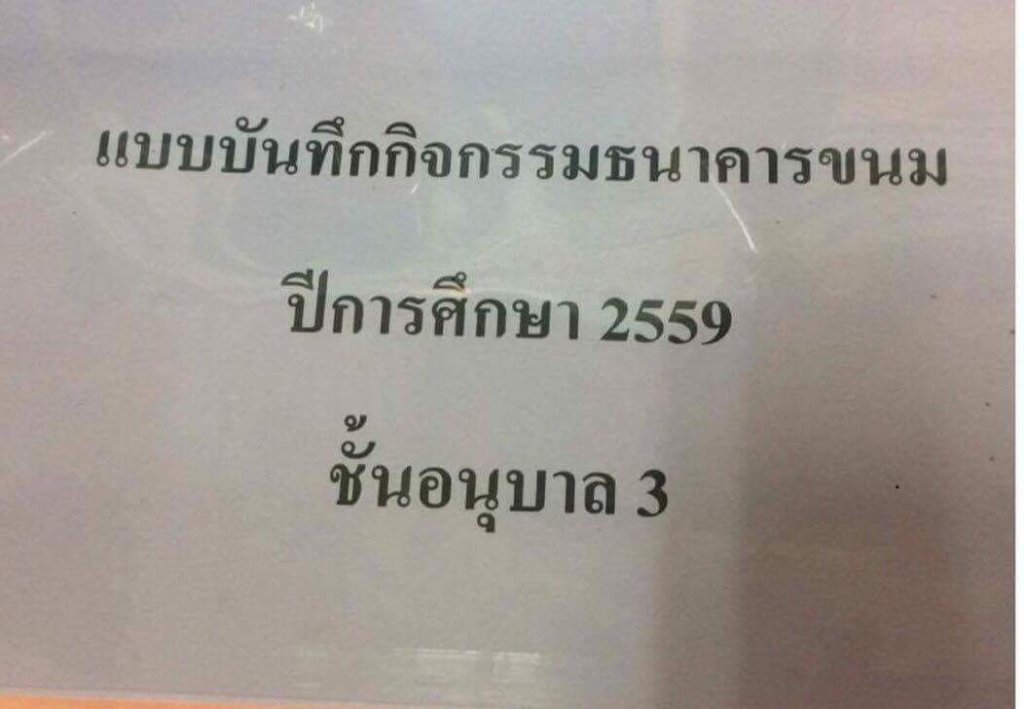 แบบบันทึกกิจกรรมธนาคารขนม
ปีการศึกษา 2559
ชั้นอนุบาล 3